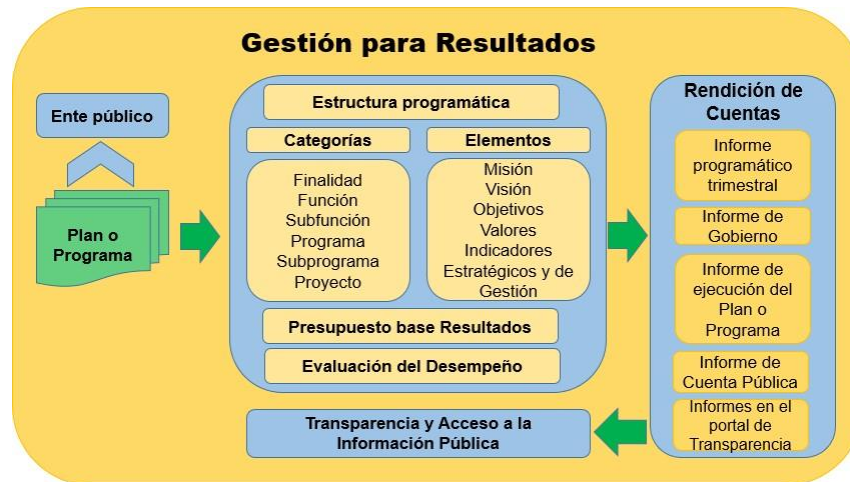 Gestión para Resultados
Ente público
Plan o
Programa
Estructura programática
Categorías
Finalidad
Función
Subfunción
Programa
Subprograma
Proyecto
Elementos
Misión
Visión
Objetivos
Valores
Indicadores
Estratégicos y de
Gestión
Presupuesto base Resultados
Evaluación del Desempeño
Rendición de
Cuentas
Informe
programático
trimestral
Informe de
Gobierno
Informe de
ejecución del
Plan o
Programa
Informe de
Cuenta Pública
Informes en el
portal de
Transparencia
Transparencia y Acceso a la
Información Pública